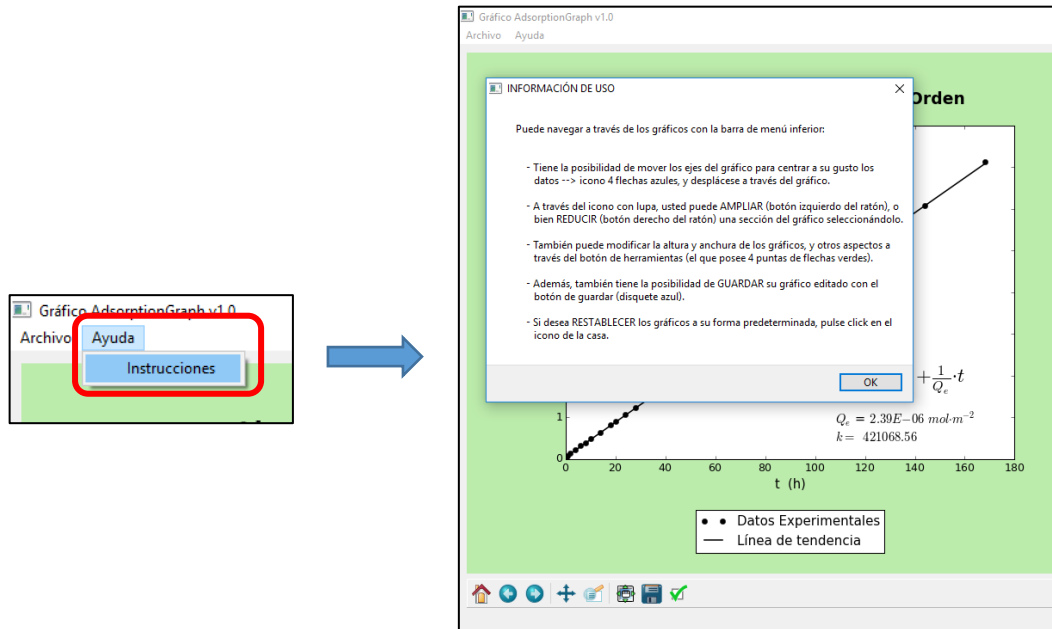 Gráfico AdsorptionGraph v1.0
Archivo Ayuda
Instrucciones
Gráfico AdsorptionGraph v1.0
Archivo Ayuda
INFORMACIÓN DE USO
Orden
Puede navegar a través de los gráficos con la barra de menú inferior:
- Tiene la posibilidad de mover los ejes del gráfico para centrar a su gusto los
datos --> icono 4 flechas azules, y desplácese a través del gráfico.
- A través del icono con lupa, usted puede AMPLIAR (botón izquierdo del ratón), o
bien REDUCIR (botón derecho del ratón) una sección del gráfico seleccionándolo.
- También puede modificar la altura y anchura de los gráficos, y otros aspectos a
través del botón de herramientas (el que posee 4 puntas de flechas verdes).
- Además, también tiene la posibilidad de GUARDAR su gráfico editado con el
botón de guardar (disquete azul).
- Si desea RESTABLECER los gráficos a su forma predeterminada, pulse click en el
icono de la casa.
OK
+1/Qe·t
Qe = 2.39E−06 mol·m−2
k = 421068.56
1
0
0 20 40 60 80 100 120 140 160 180
t (h)
Datos Experimentales
Línea de tendencia